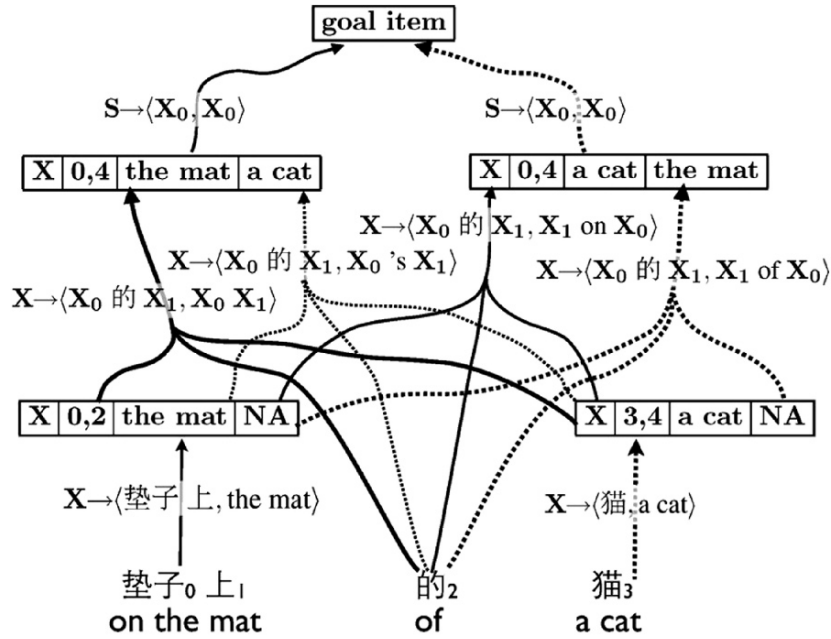 goal item
S→⟨X₀, X₀⟩ S→⟨X₀, X₀⟩
X 0,4 the mat a cat X 0,4 a cat the mat
X→⟨X₀ 的 X₁, X₁ on X₀⟩
X→⟨X₀ 的 X₁, X₀ 's X₁⟩ X→⟨X₀ 的 X₁, X₁ of X₀⟩
X→⟨X₀ 的 X₁, X₀ X₁⟩
X 0,2 the mat NA X 3,4 a cat NA
X→⟨垫子 上, the mat⟩ X→⟨猫, a cat⟩
垫子₀ 上₁ 的₂ 猫₃
on the mat of a cat